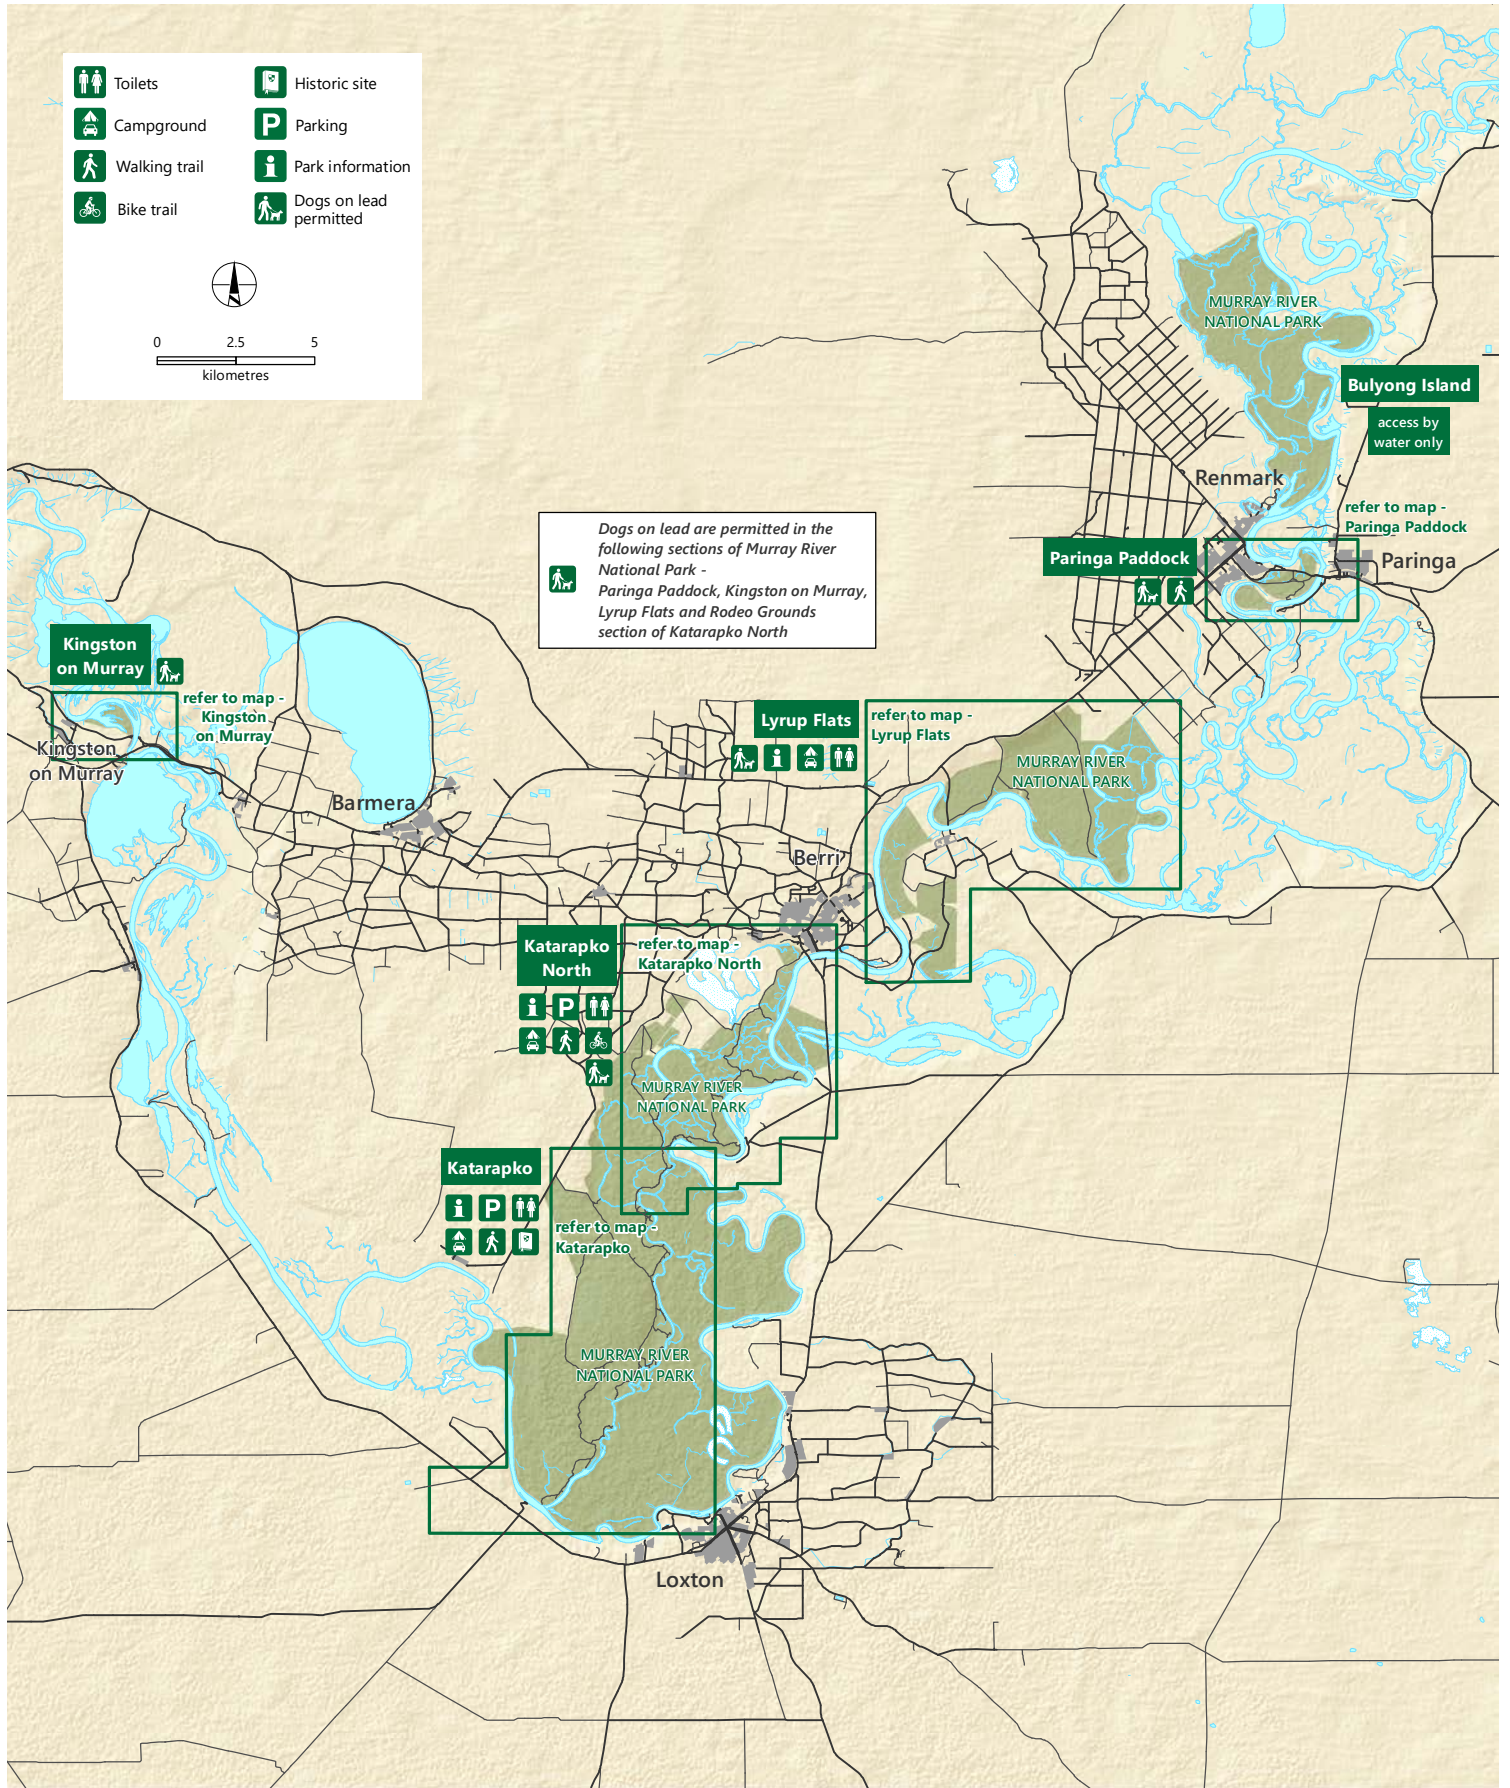 Toilets
Historic site
Campground
P
Parking
Walking trail
Park information
Bike trail
Dogs on lead
permitted
0
2.5
5
kilometres
MURRAY RIVER
NATIONAL PARK
Bulyong Island
access by
water only
Renmark
refer to map -
Paringa Paddock
Paringa Paddock
Paringa
Dogs on lead are permitted in the
following sections of Murray River
National Park -
Paringa Paddock, Kingston on Murray,
Lyrup Flats and Rodeo Grounds
section of Katarapko North
Kingston
on Murray
refer to map -
Kingston
on Murray
Kingston
on Murray
Barmera
Lyrup Flats
refer to map -
Lyrup Flats
MURRAY RIVER
NATIONAL PARK
Berri
Katarapko
North
refer to map -
Katarapko North
P
MURRAY RIVER
NATIONAL PARK
Katarapko
P
refer to map -
Katarapko
MURRAY RIVER
NATIONAL PARK
Loxton